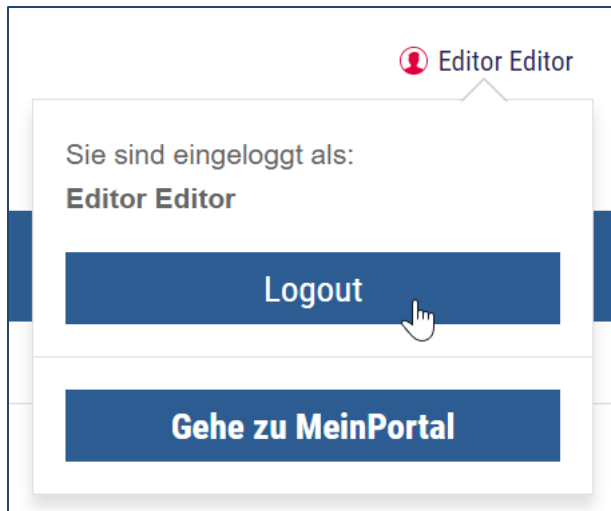 Editor Editor
Sie sind eingeloggt als:
Editor Editor
Logout
Gehe zu MeinPortal